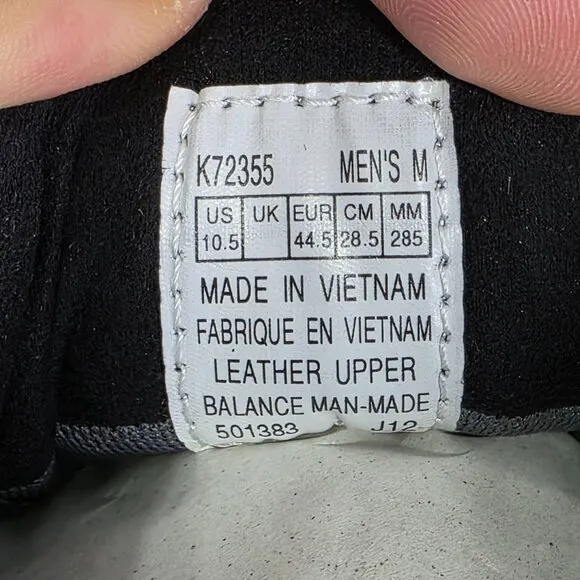 K72355 MEN'S M
US UK EUR CM MM
10.5 44.5 28.5 285
MADE IN VIETNAM
FABRIQUE EN VIETNAM
LEATHER UPPER
BALANCE MAN-MADE
501383 J12